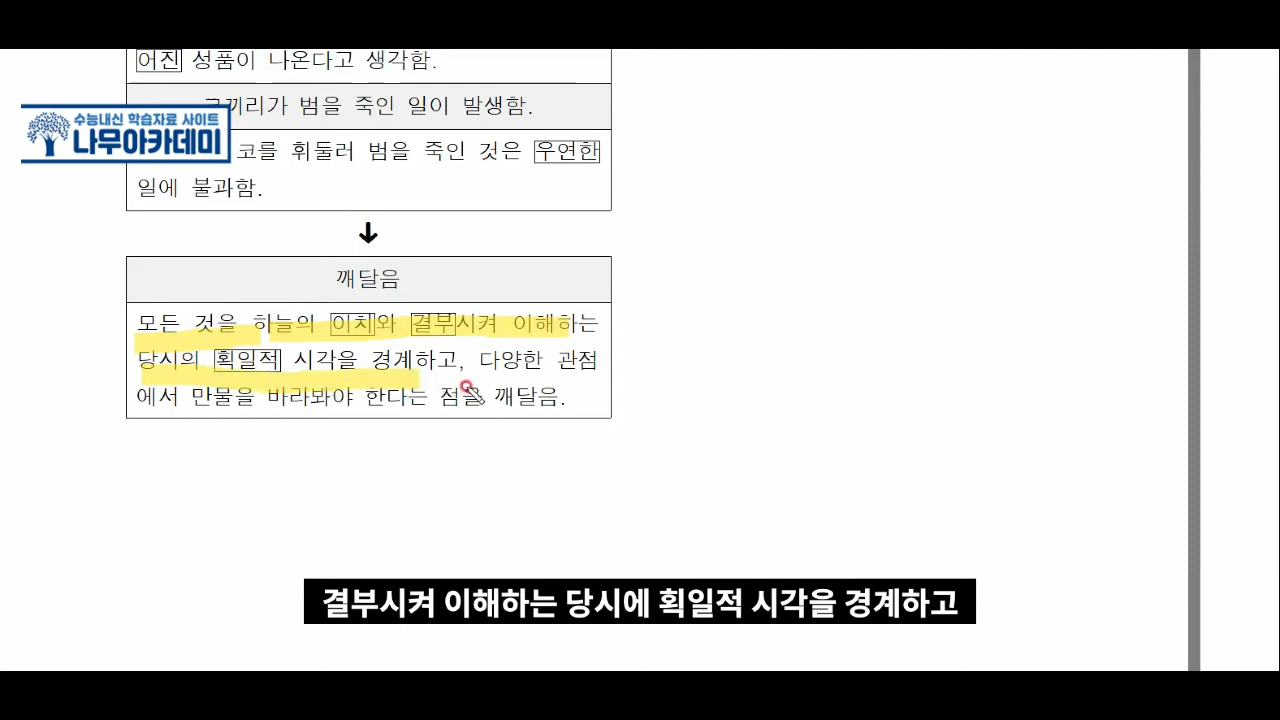 어진 성품이 나온다고 생각함.
수능내신 학습자료 사이트
나무아카데미
코끼리가 범을 죽인 일이 발생함.
코를 휘둘러 범을 죽인 것은 우연한
일에 불과함.
깨달음
모든 것을 하늘의 이치와 결부시켜 이해하는
당시의 획일적 시각을 경계하고, 다양한 관점
에서 만물을 바라봐야 한다는 점을 깨달음.
결부시켜 이해하는 당시에 획일적 시각을 경계하고